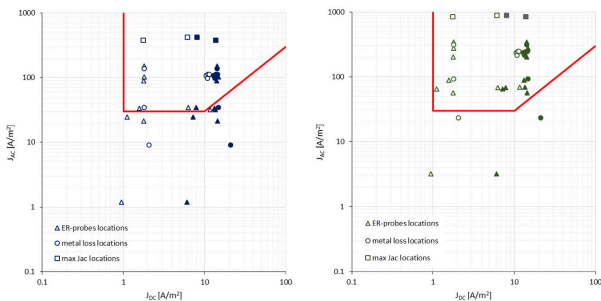 1000
100
10
1
0.1
J_AC [A/m²]
△ ER-probes locations
○ metal loss locations
□ max Jac locations
0.1
1
10
100
J_DC [A/m²]
1000
100
10
1
0.1
J_AC [A/m²]
△ ER-probes locations
○ metal loss locations
□ max Jac locations
0.1
1
10
100
J_DC [A/m²]